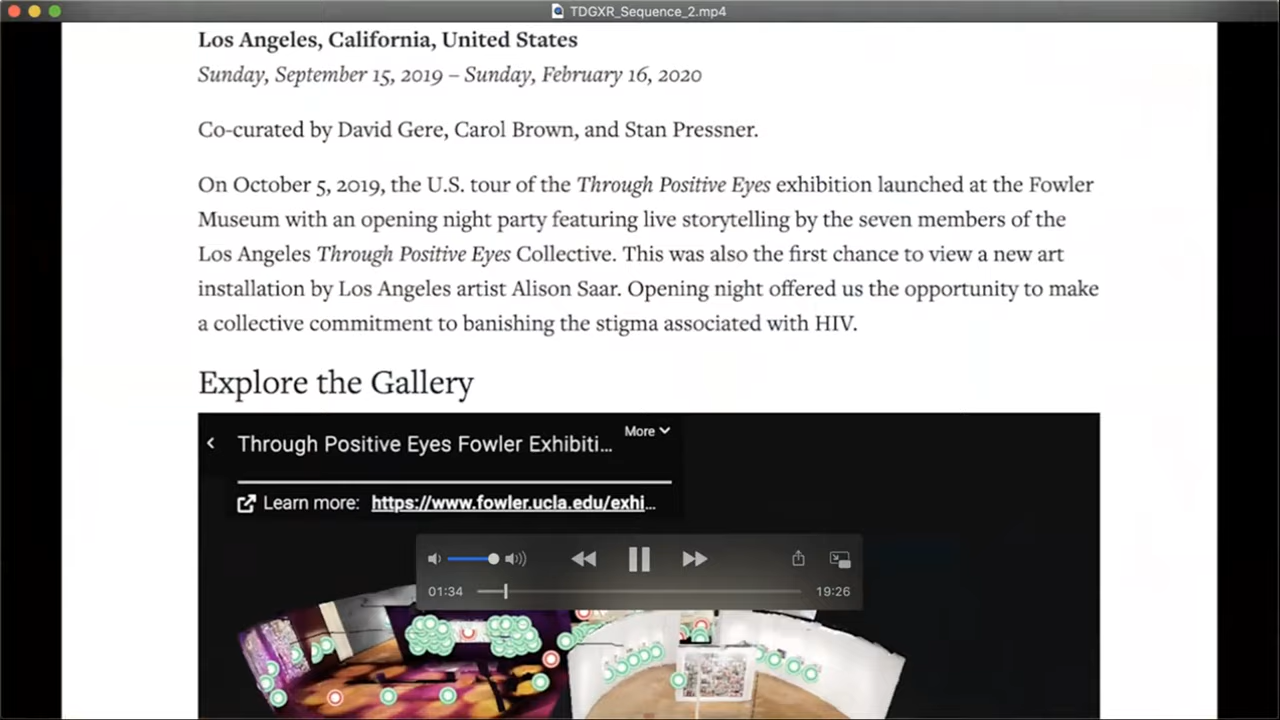 TDGXR_Sequence_2.mp4
Los Angeles, California, United States
Sunday, September 15, 2019 – Sunday, February 16, 2020
Co-curated by David Gere, Carol Brown, and Stan Pressner.
On October 5, 2019, the U.S. tour of the Through Positive Eyes exhibition launched at the Fowler
Museum with an opening night party featuring live storytelling by the seven members of the
Los Angeles Through Positive Eyes Collective. This was also the first chance to view a new art
installation by Los Angeles artist Alison Saar. Opening night offered us the opportunity to make
a collective commitment to banishing the stigma associated with HIV.
Explore the Gallery
More
Through Positive Eyes Fowler Exhibiti...
Learn more: https://www.fowler.ucla.edu/exhi...
01:34 19:26